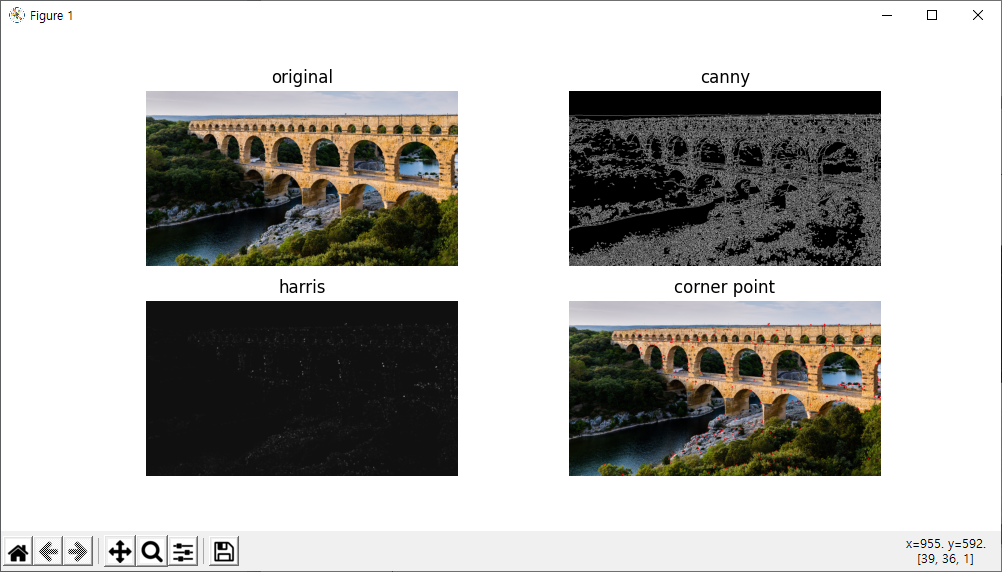 Figure 1
original
canny
harris
corner point
x=955. y=592.
[39, 36, 1]